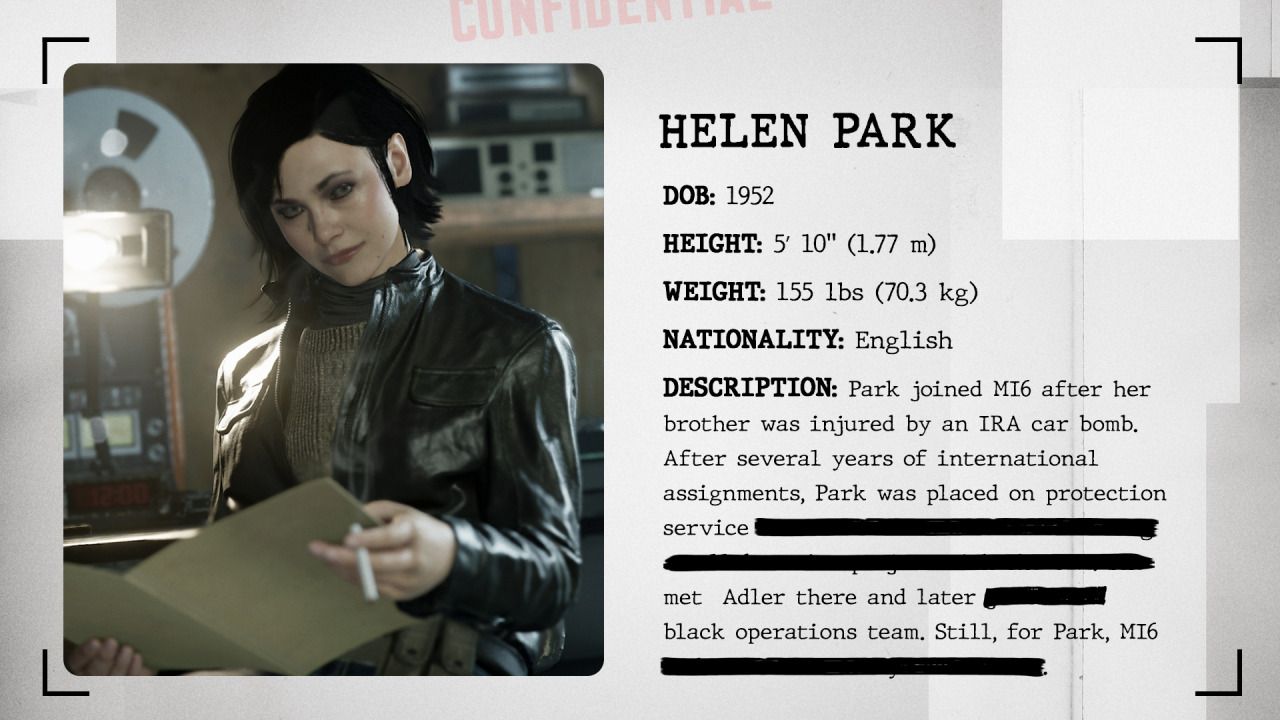 CONFIDENTIAL
HELEN PARK
DOB: 1952
HEIGHT: 5' 10" (1.77 m)
WEIGHT: 155 lbs (70.3 kg)
NATIONALITY: English
DESCRIPTION: Park joined MI6 after her
brother was injured by an IRA car bomb.
After several years of international
assignments, Park was placed on protection
service
met Adler there and later
black operations team. Still, for Park, MI6
.
12:00